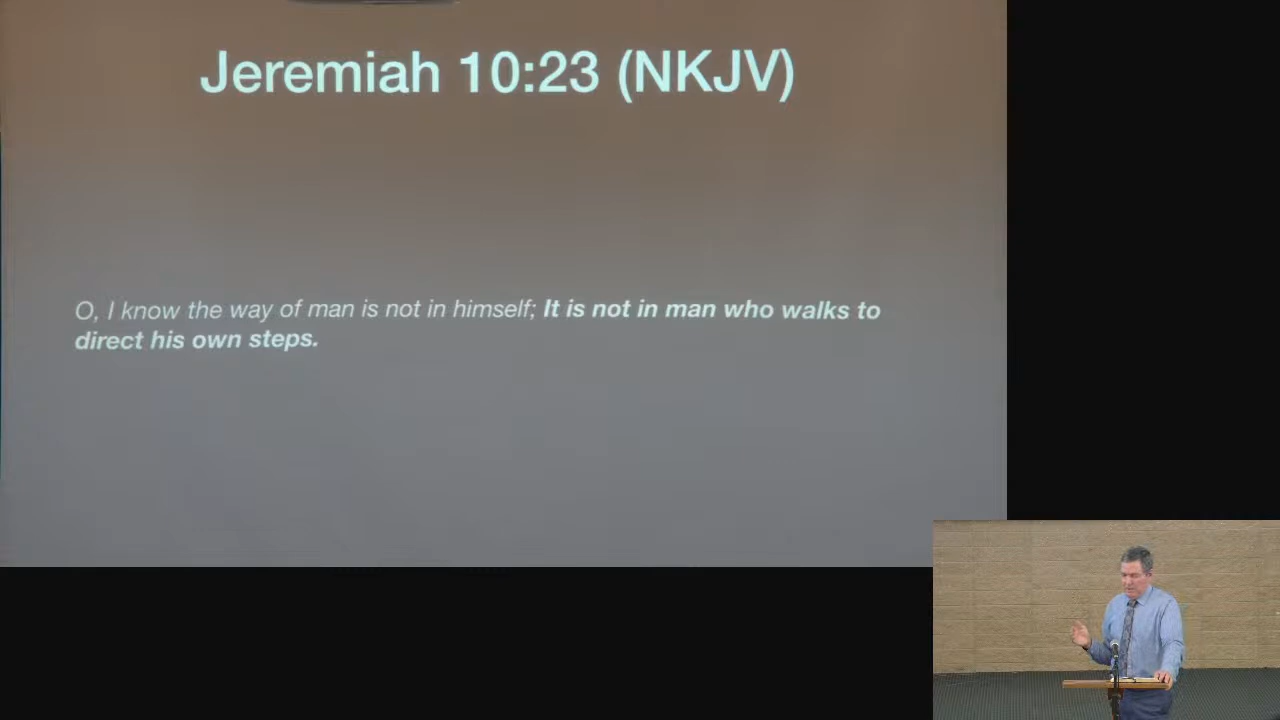 Jeremiah 10:23 (NKJV)
O, I know the way of man is not in himself; It is not in man who walks to
direct his own steps.